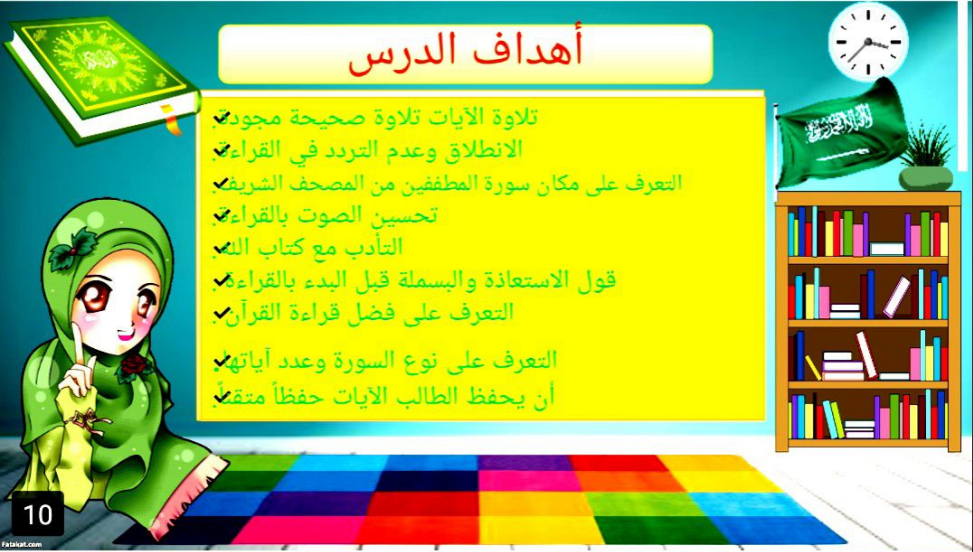 أهداف الدرس
تلاوة الآيات تلاوة صحيحة مجودة.
الانطلاق وعدم التردد في القراءة.
التعرف على مكان سورة المطففين من المصحف الشريف.
تحسين الصوت بالقراءة.
التأدب مع كتاب الله.
قول الاستعاذة والبسملة قبل البدء بالقراءة.
التعرف على فضل قراءة القرآن.
التعرف على نوع السورة وعدد آياتها.
أن يحفظ الطالب الآيات حفظاً متقناً.
10
Fatakat.com